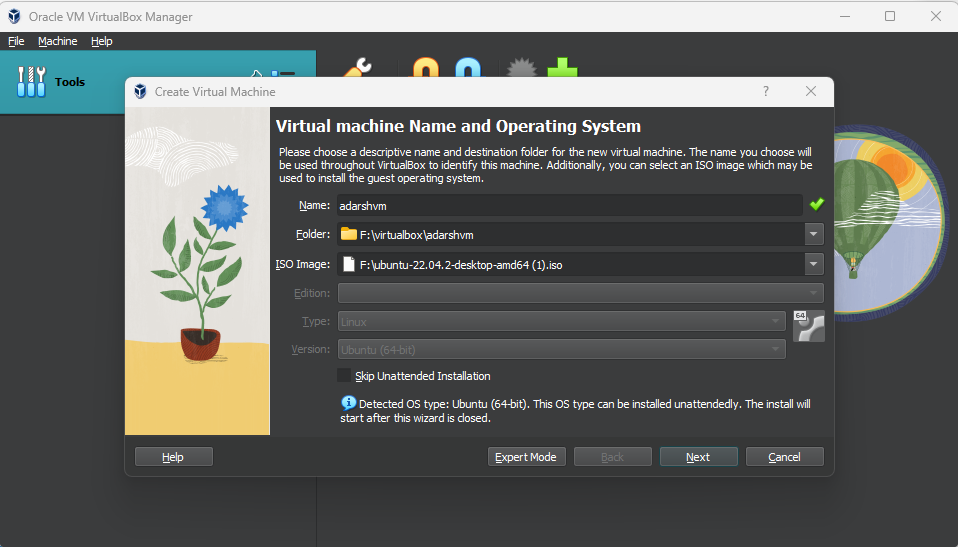 Oracle VM VirtualBox Manager
File Machine Help
Tools
Create Virtual Machine
?
Virtual machine Name and Operating System
Please choose a descriptive name and destination folder for the new virtual machine. The name you choose will
be used throughout VirtualBox to identify this machine. Additionally, you can select an ISO image which may be
used to install the guest operating system.
Name: adarshvm
Folder: F:\virtualbox\adarshvm
ISO Image: F:\ubuntu-22.04.2-desktop-amd64 (1).iso
Edition:
Type: Linux
64
Version: Ubuntu (64-bit)
Skip Unattended Installation
Detected OS type: Ubuntu (64-bit). This OS type can be installed unattendedly. The install will
start after this wizard is closed.
Help Expert Mode Back Next Cancel